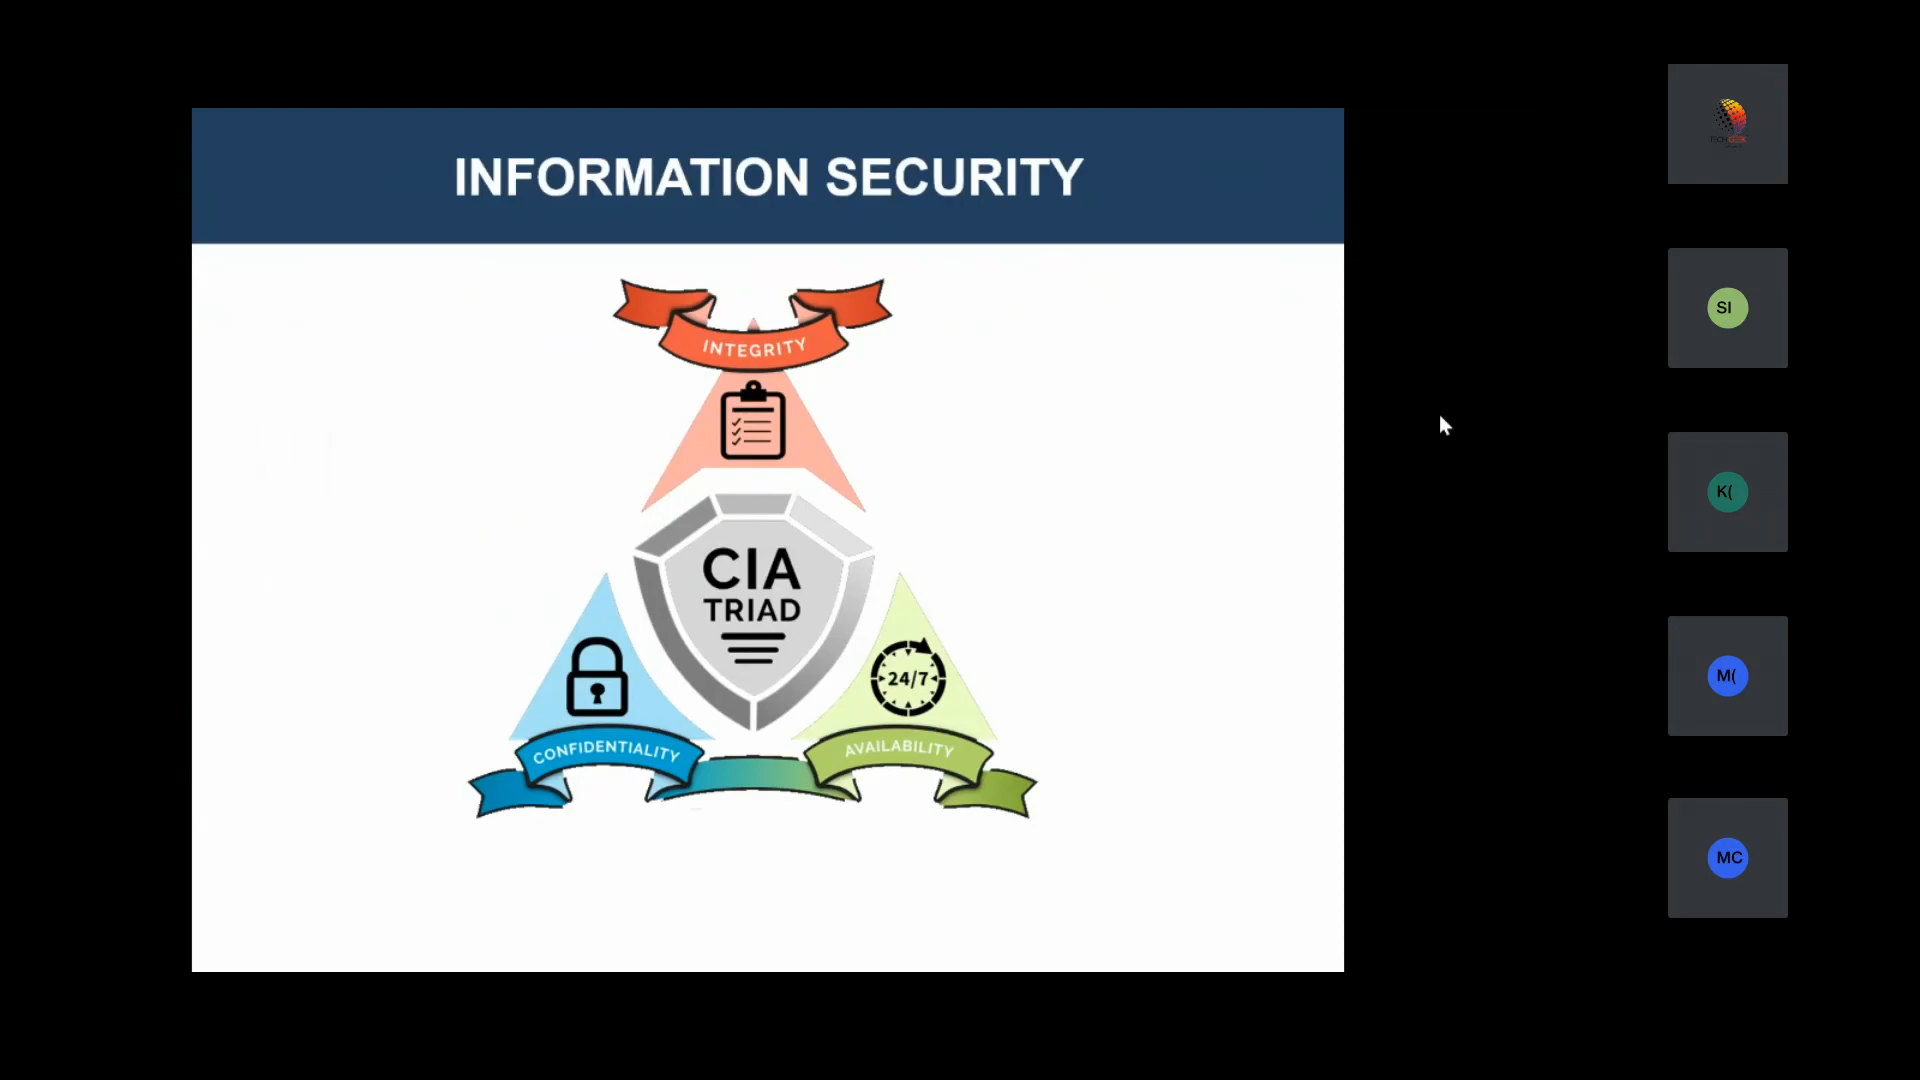 INFORMATION SECURITY
INTEGRITY
CIA
TRIAD
24/7
CONFIDENTIALITY
AVAILABILITY
SI
K(
M(
MC